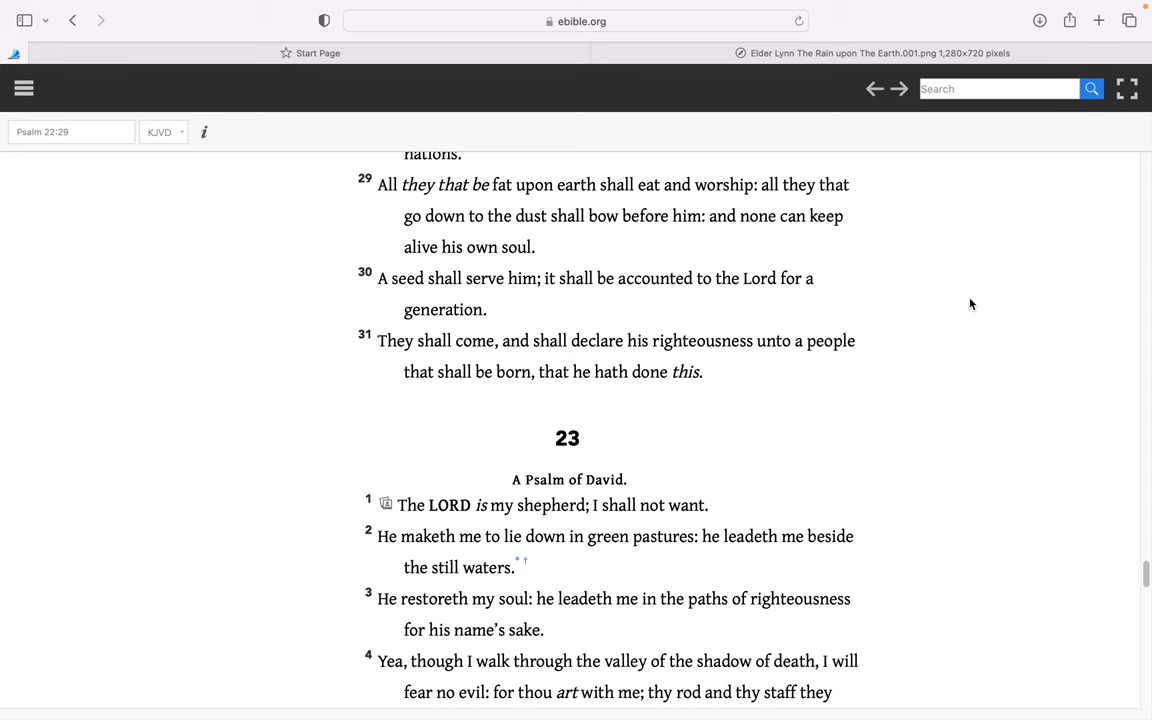 ebible.org
Start Page
Elder Lynn The Rain upon The Earth.001.png 1,280×720 pixels
Search
Psalm 22:29
KJVD
i
nations.
29 All they that be fat upon earth shall eat and worship: all they that
go down to the dust shall bow before him: and none can keep
alive his own soul.
30 A seed shall serve him; it shall be accounted to the Lord for a
generation.
31 They shall come, and shall declare his righteousness unto a people
that shall be born, that he hath done this.
23
A Psalm of David.
1 The LORD is my shepherd; I shall not want.
2 He maketh me to lie down in green pastures: he leadeth me beside
the still waters.* †
3 He restoreth my soul: he leadeth me in the paths of righteousness
for his name’s sake.
4 Yea, though I walk through the valley of the shadow of death, I will
fear no evil: for thou art with me; thy rod and thy staff they